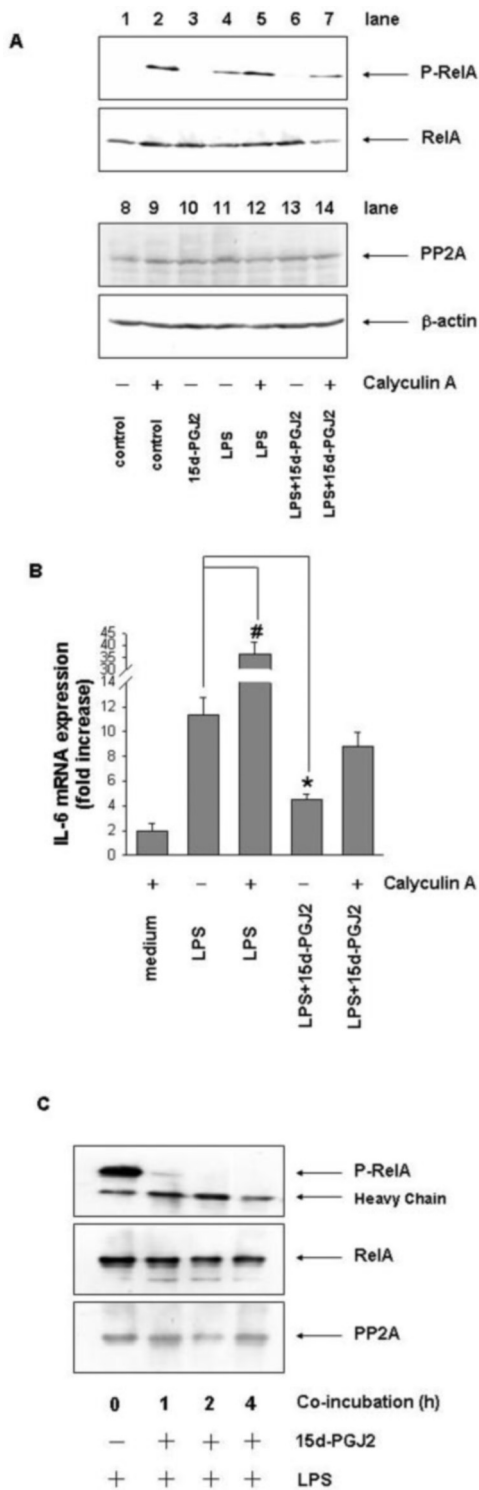 A
1 2 3 4 5 6 7 lane
P-RelA
RelA
8 9 10 11 12 13 14 lane
PP2A
β-actin
− + − − + − + Calyculin A
control control 15d-PGJ2 LPS LPS LPS+15d-PGJ2 LPS+15d-PGJ2
B
IL-6 mRNA expression
(fold increase)
45
40
35
30
14
12
10
8
6
4
2
0
#
*
+ − + − + Calyculin A
medium LPS LPS LPS+15d-PGJ2 LPS+15d-PGJ2
C
P-RelA
Heavy Chain
RelA
PP2A
0 1 2 4 Co-incubation (h)
− + + + 15d-PGJ2
+ + + + LPS